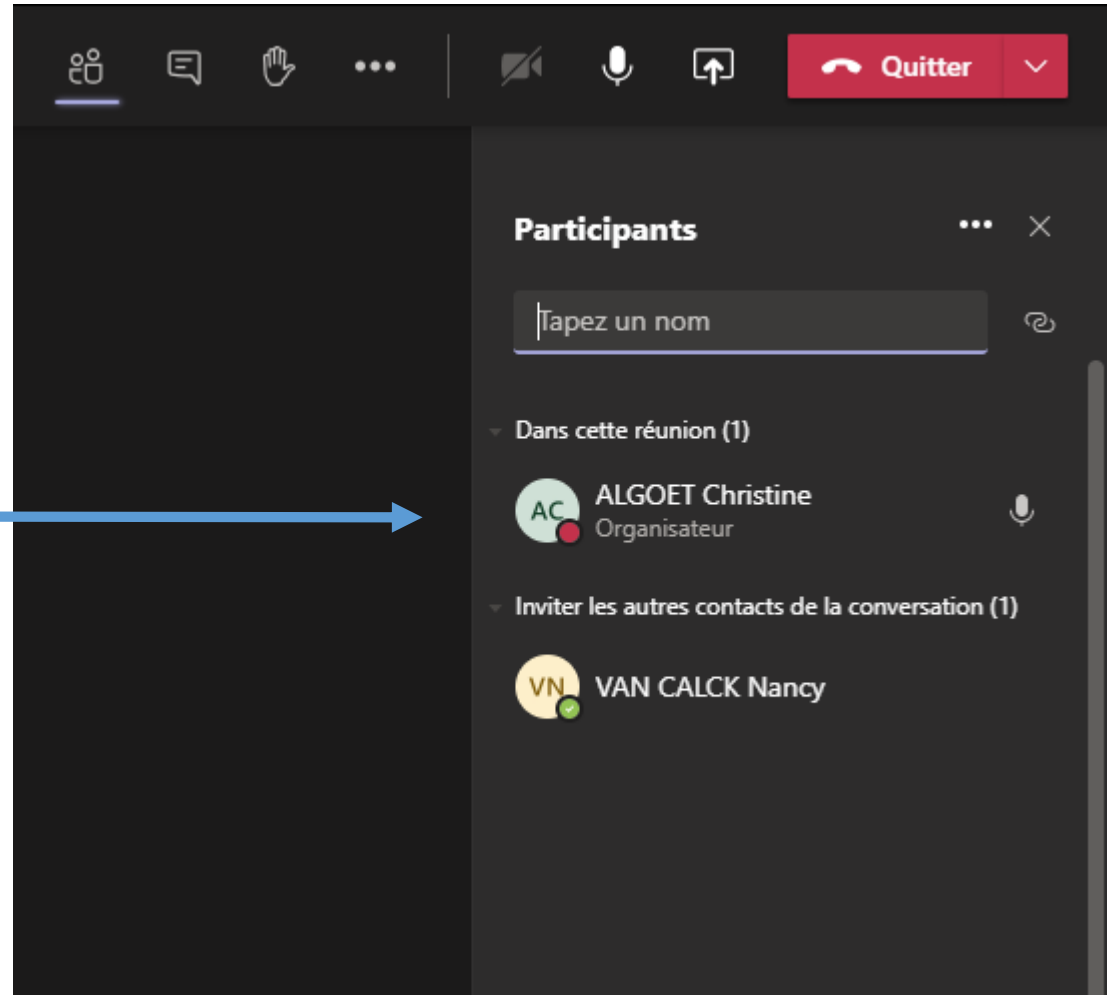 Quitter
Participants
Tapez un nom
Dans cette réunion (1)
AC
ALGOET Christine
Organisateur
Inviter les autres contacts de la conversation (1)
VN
VAN CALCK Nancy